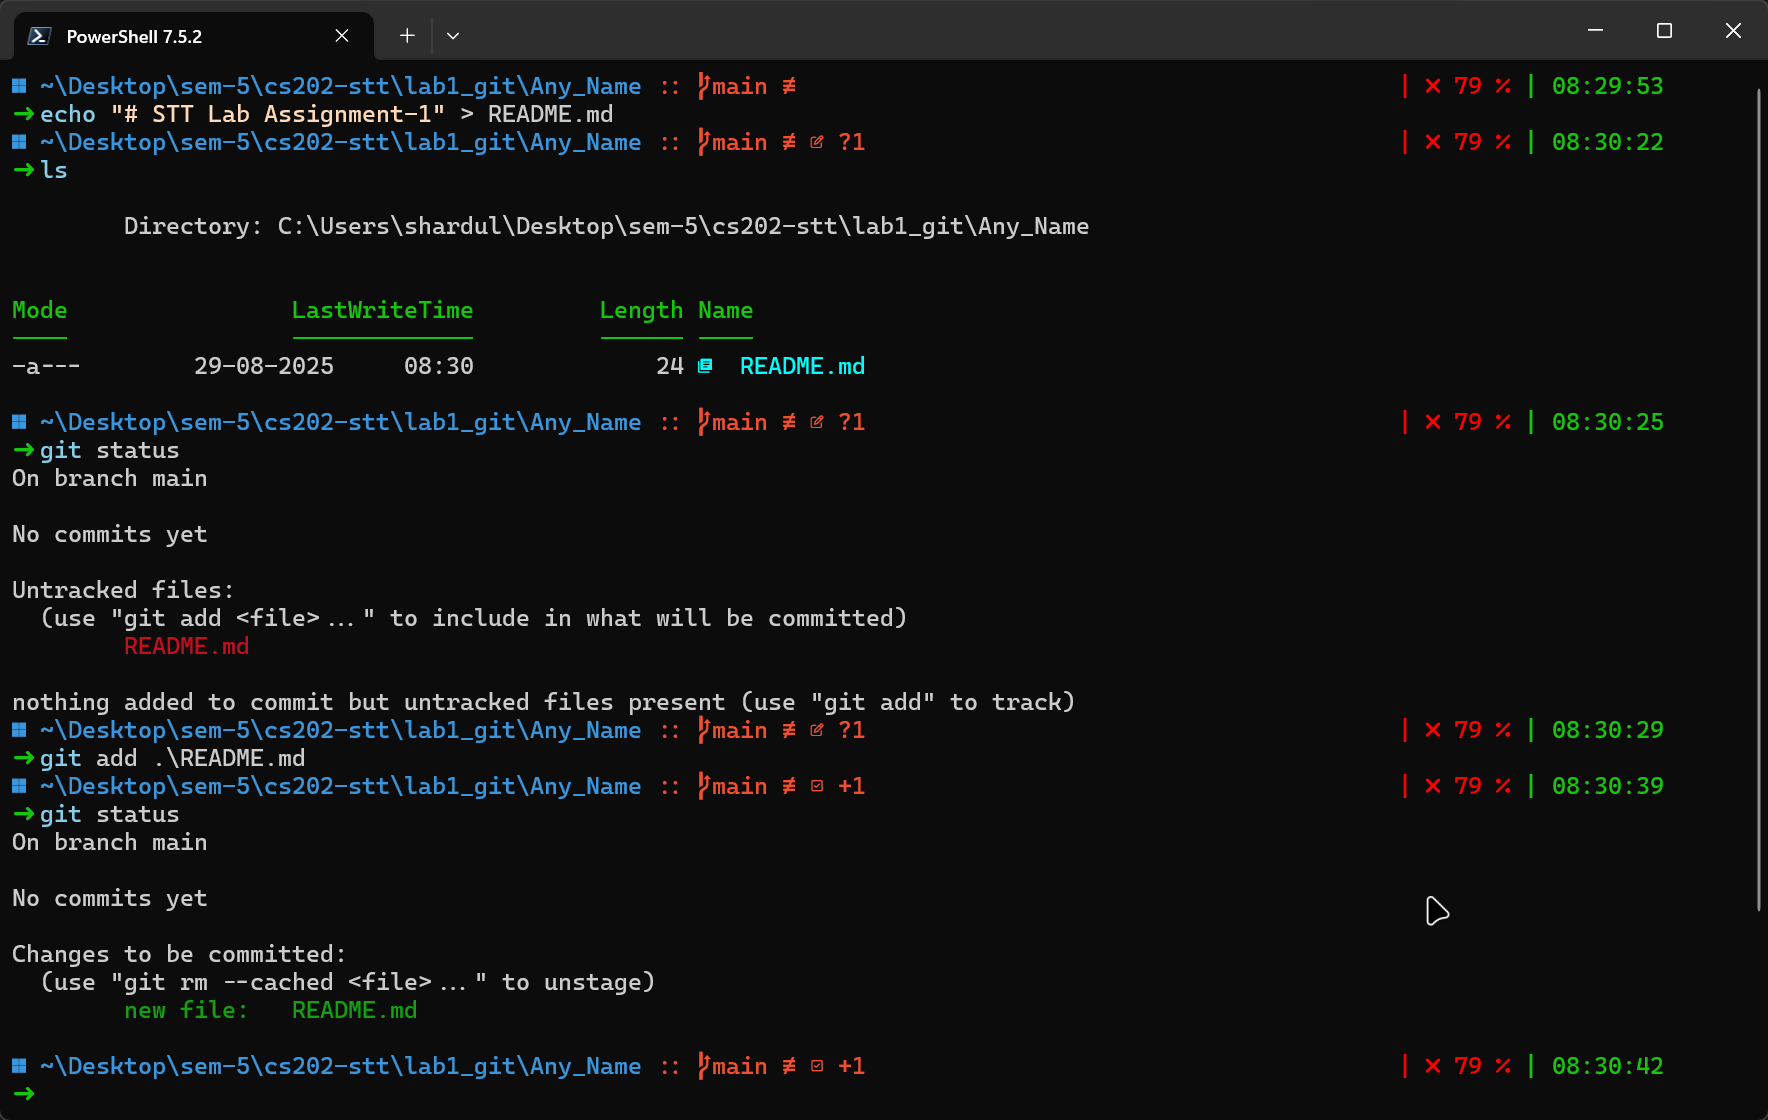 PowerShell 7.5.2
~\Desktop\sem-5\cs202-stt\lab1_git\Any_Name :: main ≢ | × 79 % | 08:29:53
→ echo "# STT Lab Assignment-1" > README.md
~\Desktop\sem-5\cs202-stt\lab1_git\Any_Name :: main ≢ ?1 | × 79 % | 08:30:22
→ ls
Directory: C:\Users\shardul\Desktop\sem-5\cs202-stt\lab1_git\Any_Name
Mode LastWriteTime Length Name
-a--- 29-08-2025 08:30 24 README.md
~\Desktop\sem-5\cs202-stt\lab1_git\Any_Name :: main ≢ ?1 | × 79 % | 08:30:25
→ git status
On branch main
No commits yet
Untracked files:
(use "git add <file>..." to include in what will be committed)
README.md
nothing added to commit but untracked files present (use "git add" to track)
~\Desktop\sem-5\cs202-stt\lab1_git\Any_Name :: main ≢ ?1 | × 79 % | 08:30:29
→ git add .\README.md
~\Desktop\sem-5\cs202-stt\lab1_git\Any_Name :: main ≢ +1 | × 79 % | 08:30:39
→ git status
On branch main
No commits yet
Changes to be committed:
(use "git rm --cached <file>..." to unstage)
new file: README.md
~\Desktop\sem-5\cs202-stt\lab1_git\Any_Name :: main ≢ +1 | × 79 % | 08:30:42
→